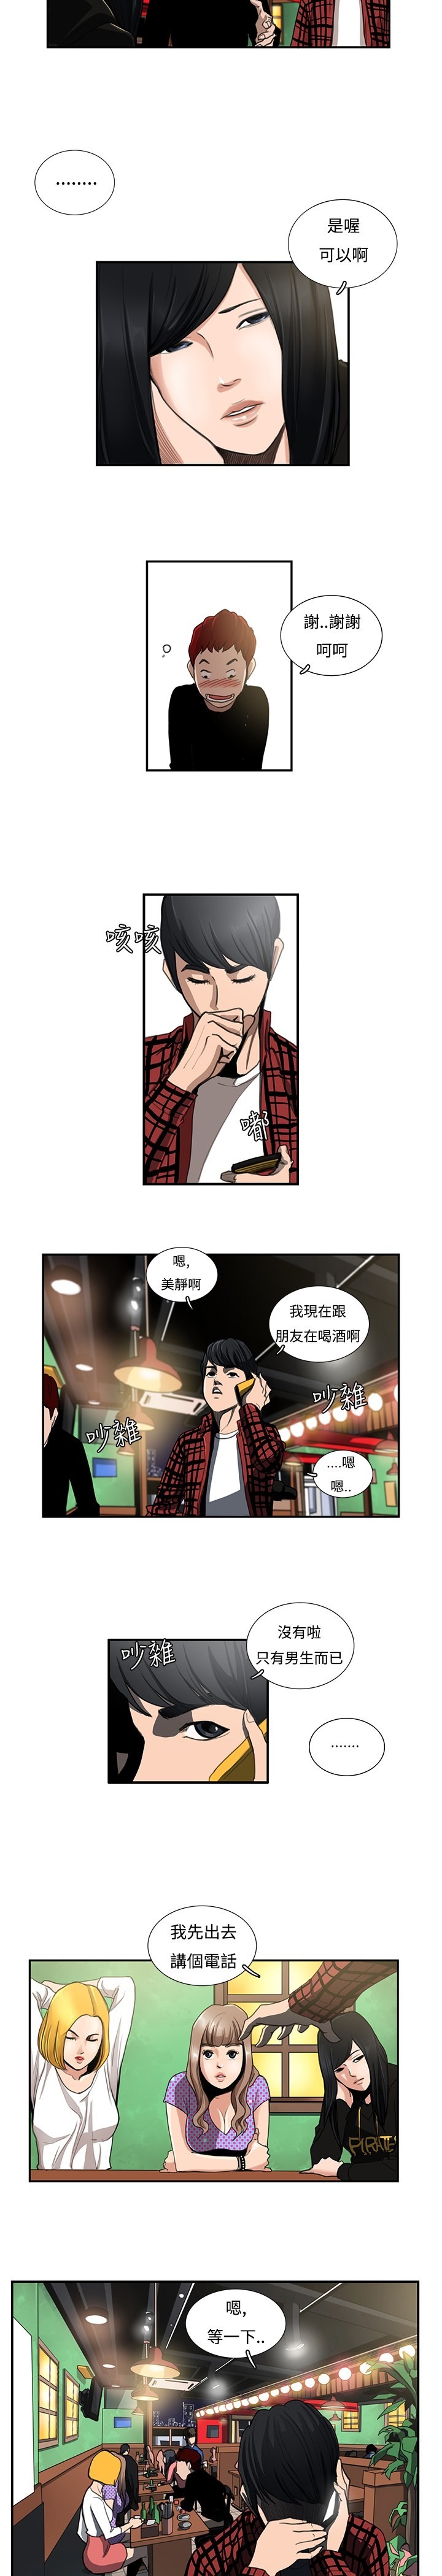 ........
是喔
可以啊
謝..謝謝
呵呵
咳咳
嘟
嗯,
美靜啊
我現在跟
朋友在喝酒啊
吵雜
吵雜
....嗯
嗯..
吵雜
沒有啦
只有男生而已
.......
我先出去
講個電話
PIRATE
嗯,
等一下..